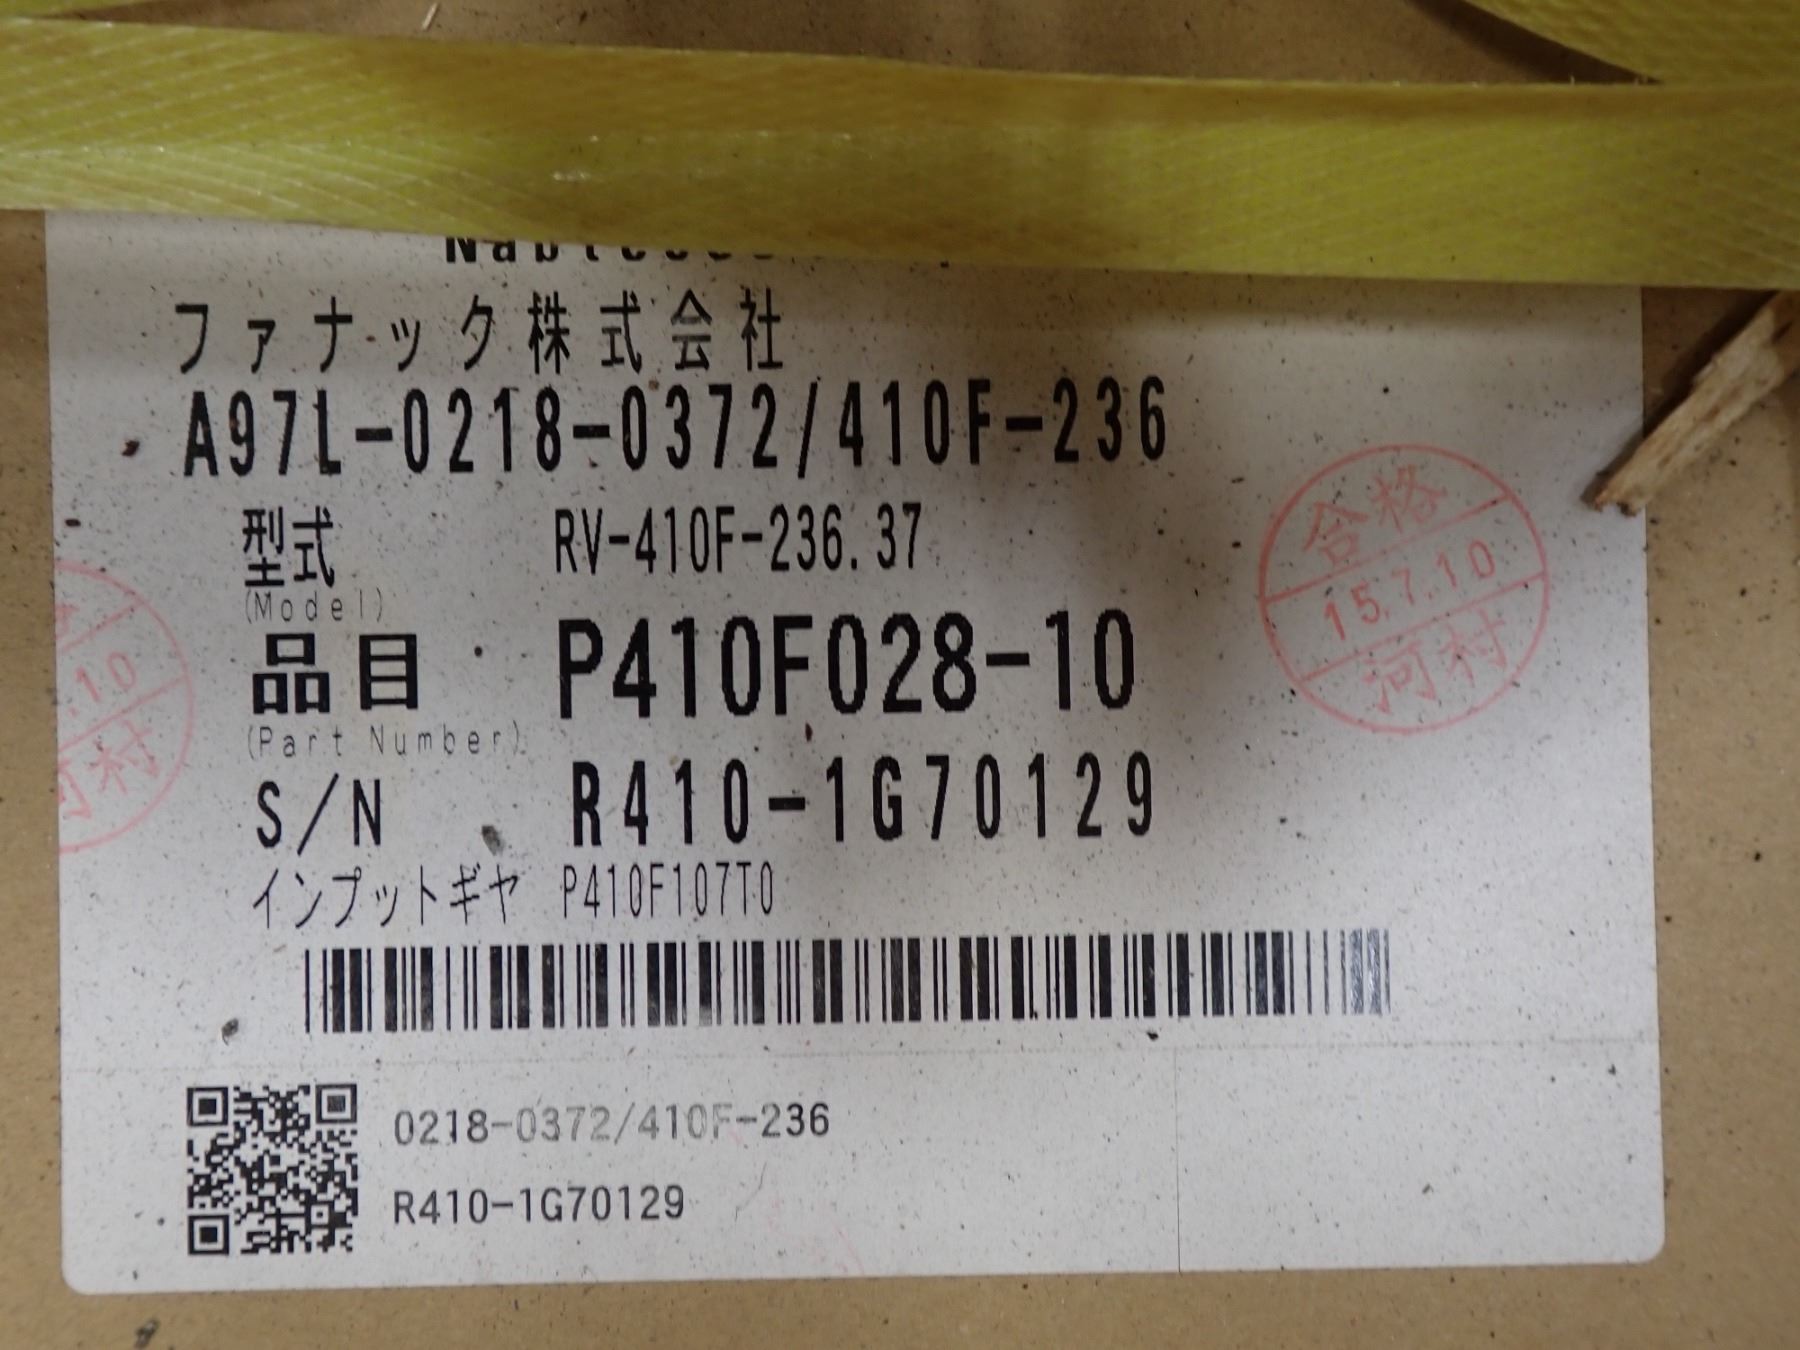 ファナック株式会社
A97L-0218-0372/410F-236
型式 RV-410F-236.37
(Model)
品目 P410F028-10
(Part Number)
S/N R410-1G70129
インプットギヤ P410F107T0
0218-0372/410F-236
R410-1G70129
合格
15.7.10
河村
.10
村